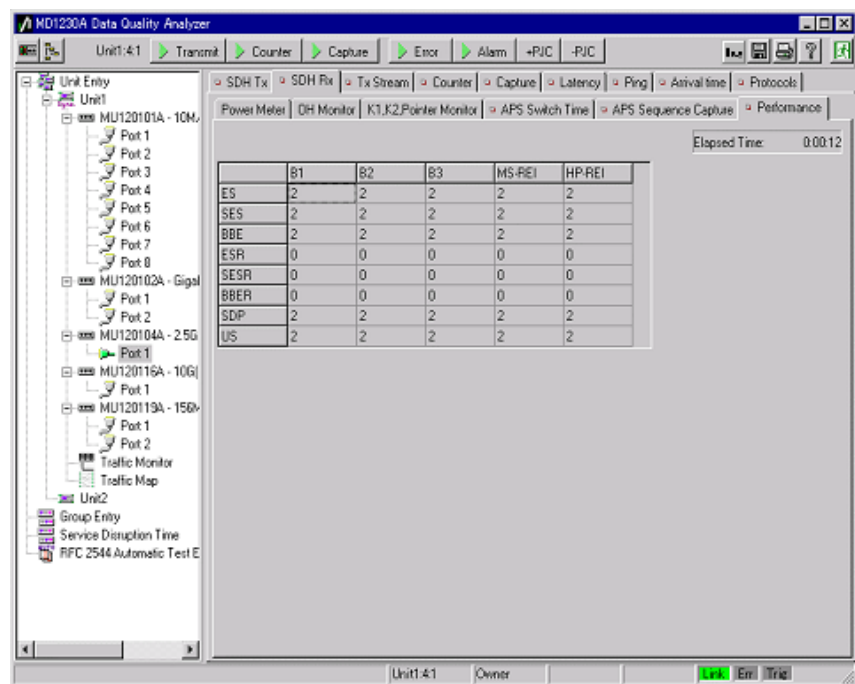 MD1230A Data Quality Analyzer
Unit1:4:1 Transmit Counter Capture Error Alarm +PJC -PJC
Unit Entry
Unit1
MU120101A - 10M/
Port 1
Port 2
Port 3
Port 4
Port 5
Port 6
Port 7
Port 8
MU120102A - Gigal
Port 1
Port 2
MU120104A - 2.5G
Port 1
MU120116A - 10G(
Port 1
MU120119A - 156M
Port 1
Port 2
Traffic Monitor
Traffic Map
Unit2
Group Entry
Service Disruption Time
RFC 2544 Automatic Test E
SDH Tx SDH Rx Tx Stream Counter Capture Latency Ping Arrival time Protocols
Power Meter OH Monitor K1,K2,Pointer Monitor APS Switch Time APS Sequence Capture Performance
Elapsed Time: 0:00:12
B1 B2 B3 MS-REI HP-REI
ES 2 2 2 2 2
SES 2 2 2 2 2
BBE 2 2 2 2 2
ESR 0 0 0 0 0
SESR 0 0 0 0 0
BBER 0 0 0 0 0
SDP 2 2 2 2 2
US 2 2 2 2 2
Unit1:4:1 Owner Link Err Trig